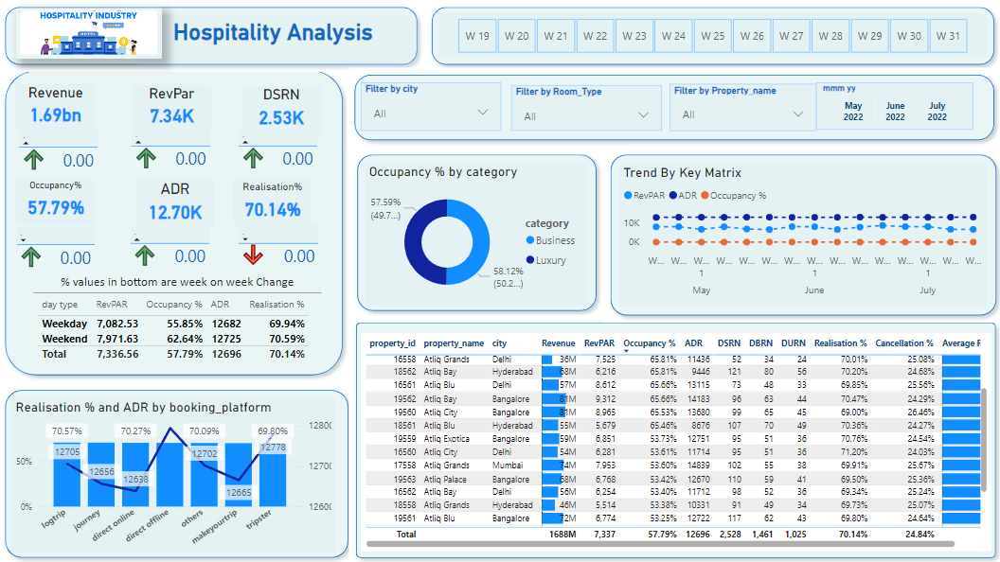 HOSPITALITY INDUSTRY
HOTEL
Hospitality Analysis
W 19 W 20 W 21 W 22 W 23 W 24 W 25 W 26 W 27 W 28 W 29 W 30 W 31
Revenue RevPar DSRN
1.69bn 7.34K 2.53K
0.00 0.00 0.00
Occupancy% ADR Realisation%
57.79% 12.70K 70.14%
0.00 0.00 0.00
% values in bottom are week on week Change
day type RevPAR Occupancy % ADR Realisation %
Weekday 7,082.53 55.85% 12682 69.94%
Weekend 7,971.63 62.64% 12725 70.59%
Total 7,336.56 57.79% 12696 70.14%
Filter by city Filter by Room_Type Filter by Property_name mmm yy
All All All
May June July
2022 2022 2022
Occupancy % by category
57.59%
(49.7...)
58.12%
(50.2...)
category
Business
Luxury
Trend By Key Matrix
RevPAR ADR Occupancy %
10K
0K
W... W... W... W... W... W... W... W... W... W... W... W... W... W... W...
1 1 1
May June July
Realisation % and ADR by booking_platform
70.57% 70.27% 70.09% 69.80%
12705 12656 12638 12702 12665 12778
50%
0%
12800
12700
12600
logtrip journey direct online direct offline others makeyourtrip tripster
property_id property_name city Revenue RevPAR Occupancy % ADR DSRN DBRN DURN Realisation % Cancellation % Average F
16558 Atliq Grands Delhi 36M 7,525 65.81% 11436 52 34 24 70.01% 25.08%
18562 Atliq Bay Hyderabad 68M 6,216 65.81% 9446 121 80 56 70.20% 24.68%
16561 Atliq Blu Delhi 57M 8,612 65.66% 13115 73 48 33 69.85% 25.56%
19562 Atliq Bay Bangalore 81M 9,312 65.66% 14183 96 63 44 70.47% 24.29%
19560 Atliq City Bangalore 81M 8,965 65.53% 13680 99 65 45 69.00% 26.46%
18561 Atliq Blu Hyderabad 55M 5,679 65.46% 8676 107 70 49 70.36% 24.27%
19559 Atliq Exotica Bangalore 59M 6,851 53.73% 12751 95 51 36 70.76% 24.54%
16560 Atliq City Delhi 54M 6,281 53.61% 11714 95 51 36 71.20% 24.03%
17558 Atliq Grands Mumbai 74M 7,953 53.60% 14839 102 55 38 69.91% 25.67%
19563 Atliq Palace Bangalore 68M 6,768 53.42% 12670 110 59 41 69.50% 25.36%
16562 Atliq Bay Delhi 56M 6,254 53.40% 11712 98 52 36 69.34% 25.24%
18558 Atliq Grands Hyderabad 46M 5,514 53.38% 10331 91 49 34 69.73% 25.07%
19561 Atliq Blu Bangalore 72M 6,774 53.25% 12722 117 62 43 69.80% 24.64%
Total 1688M 7,337 57.79% 12696 2,528 1,461 1,025 70.14% 24.84%